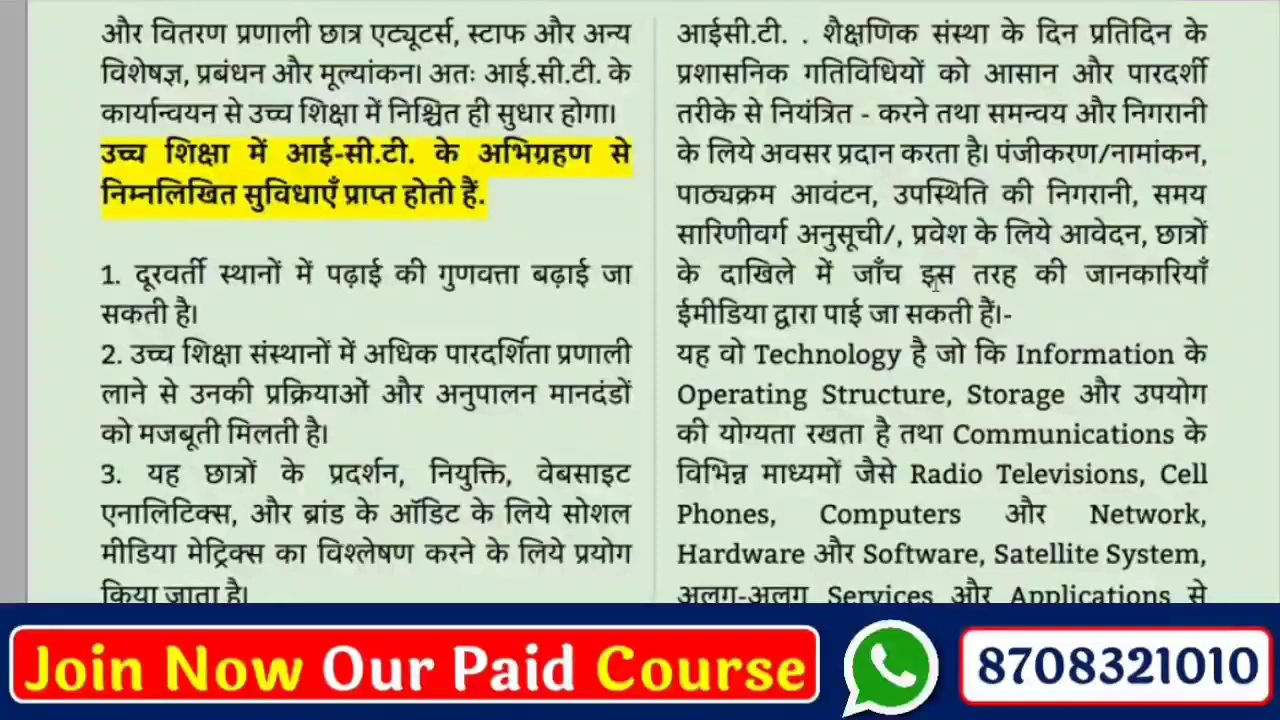 और वितरण प्रणाली छात्र एट्यूटर्स, स्टाफ और अन्य
विशेषज्ञ, प्रबंधन और मूल्यांकन। अतः आई.सी.टी. के
कार्यान्वयन से उच्च शिक्षा में निश्चित ही सुधार होगा।
उच्च शिक्षा में आई-सी.टी. के अभिग्रहण से
निम्नलिखित सुविधाएँ प्राप्त होती हैं.
1. दूरवर्ती स्थानों में पढ़ाई की गुणवत्ता बढ़ाई जा
सकती है।
2. उच्च शिक्षा संस्थानों में अधिक पारदर्शिता प्रणाली
लाने से उनकी प्रक्रियाओं और अनुपालन मानदंडों
को मजबूती मिलती है।
3. यह छात्रों के प्रदर्शन, नियुक्ति, वेबसाइट
एनालिटिक्स, और ब्रांड के ऑडिट के लिये सोशल
मीडिया मेट्रिक्स का विश्लेषण करने के लिये प्रयोग
किया जाता है।
आईसी.टी. . शैक्षणिक संस्था के दिन प्रतिदिन के
प्रशासनिक गतिविधियों को आसान और पारदर्शी
तरीके से नियंत्रित - करने तथा समन्वय और निगरानी
के लिये अवसर प्रदान करता है। पंजीकरण/नामांकन,
पाठ्यक्रम आवंटन, उपस्थिति की निगरानी, समय
सारिणीवर्ग अनुसूची/, प्रवेश के लिये आवेदन, छात्रों
के दाखिले में जाँच इस तरह की जानकारियाँ
ईमीडिया द्वारा पाई जा सकती हैं।-
यह वो Technology है जो कि Information के
Operating Structure, Storage और उपयोग
की योग्यता रखता है तथा Communications के
विभिन्न माध्यमों जैसे Radio Televisions, Cell
Phones, Computers और Network,
Hardware और Software, Satellite System,
अलग-अलग Services और Applications से
Join Now Our Paid Course
8708321010